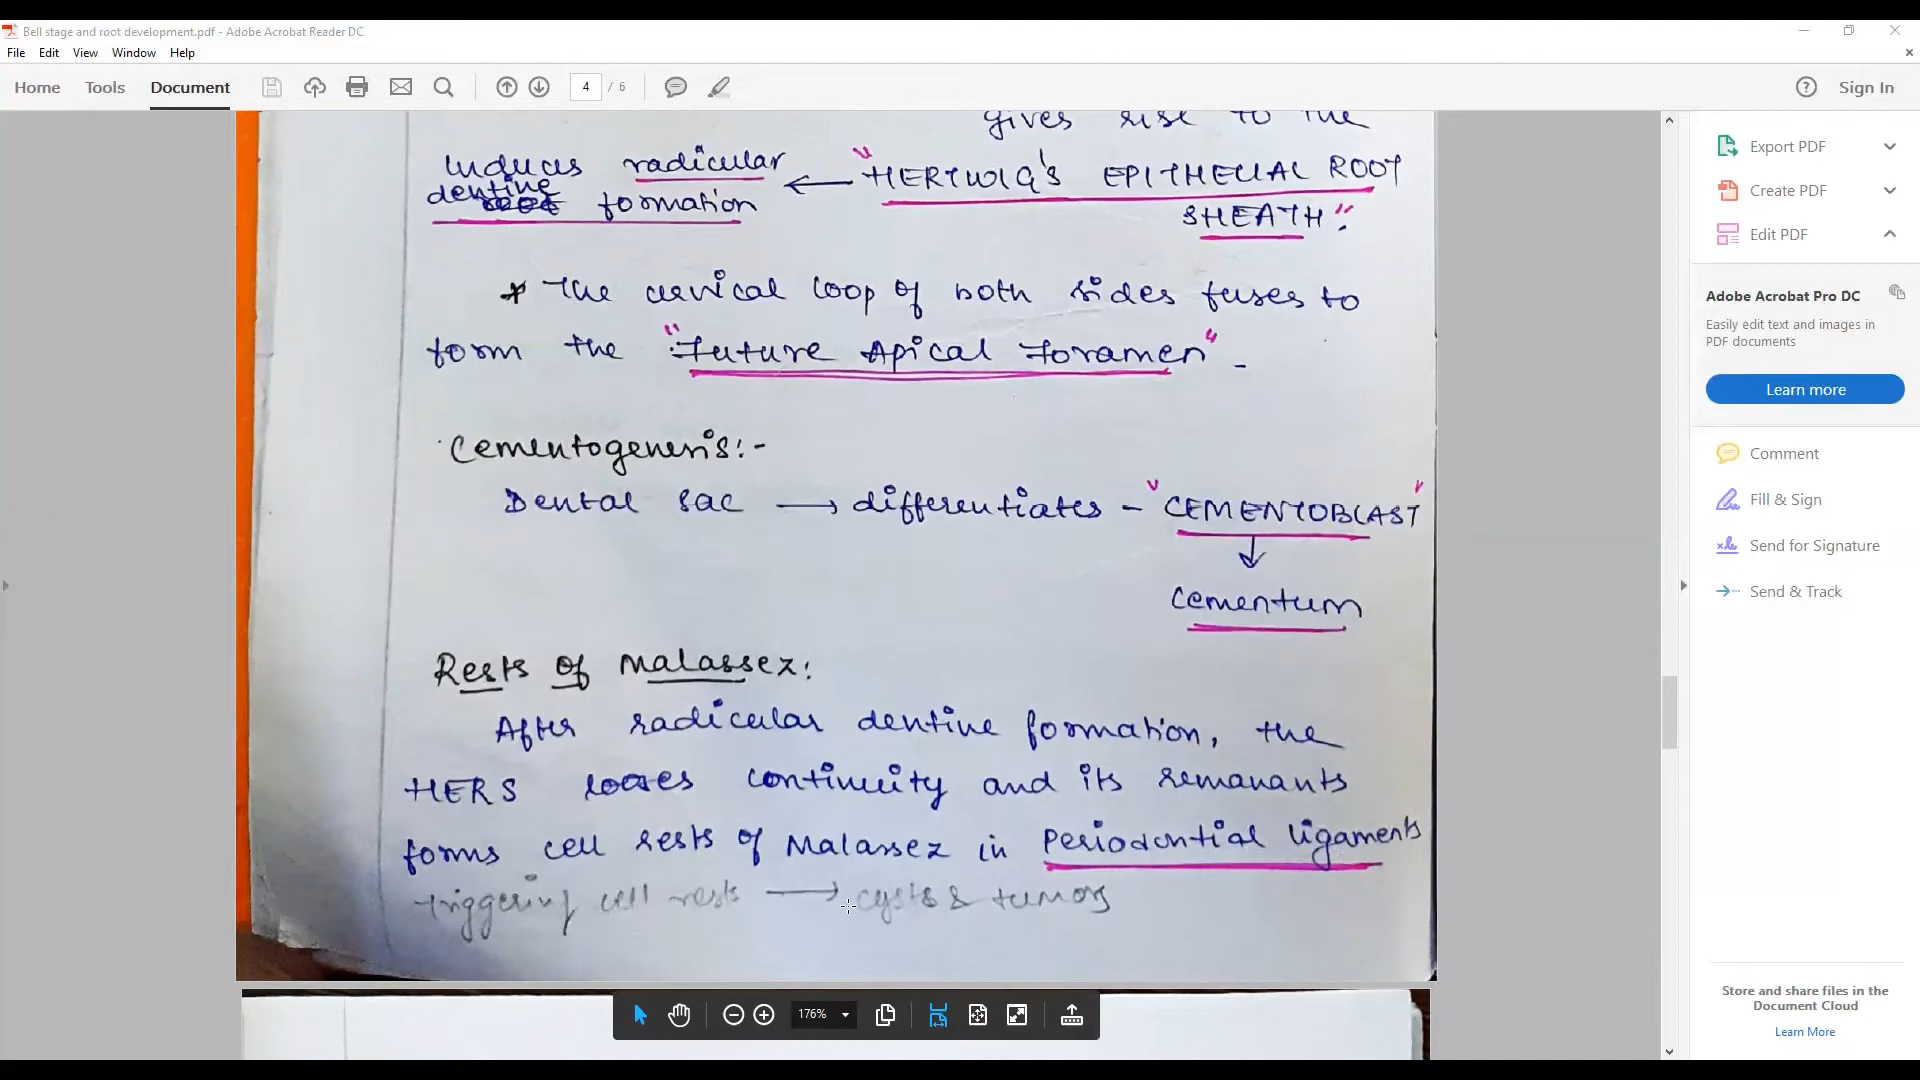 Bell stage and root development.pdf - Adobe Acrobat Reader DC
File Edit View Window Help
Home Tools Document 4 / 6 Sign In
gives rise to the
Induces radicular "HERTWIG's EPITHELIAL ROOT
dentine formation SHEATH".
* The cervical loop of both sides fuses to
form the "Future Apical Foramen".
Cementogenesis:-
Dental sac → differentiates - "CEMENTOBLAST"
↓
Cementum
Rests of Malassez:
After radicular dentine formation, the
HERS looses continuity and its remanants
forms cell rests of Malassez in Periodontial ligaments
Triggering cell rests → cysts & tumors
176%
Export PDF
Create PDF
Edit PDF
Adobe Acrobat Pro DC
Easily edit text and images in
PDF documents
Learn more
Comment
Fill & Sign
Send for Signature
Send & Track
Store and share files in the
Document Cloud
Learn More